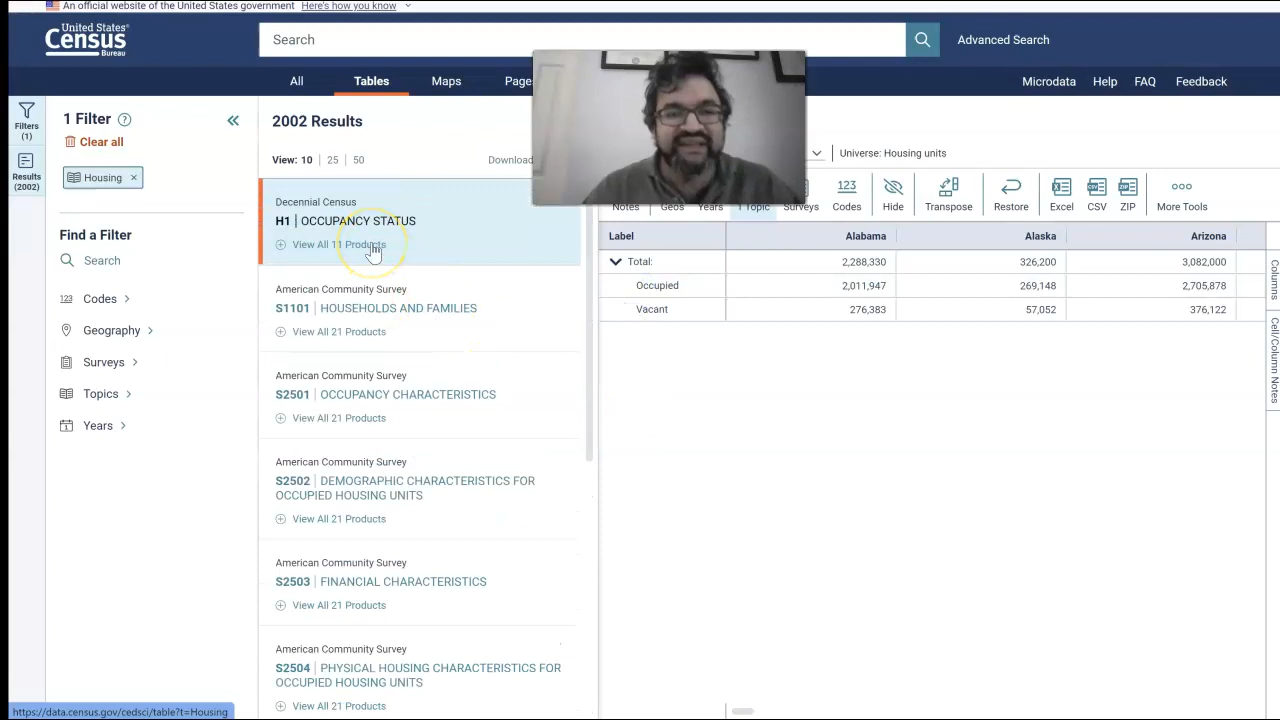 An official website of the United States government Here's how you know
United States®
Census
Bureau
Search
Advanced Search
All
Tables
Maps
Page
Microdata
Help
FAQ
Feedback
Filters
(1)
Results
(2002)
1 Filter
Clear all
Housing ×
Find a Filter
Search
123 Codes
Geography
Surveys
Topics
Years
2002 Results
View: 10 | 25 | 50
Download
Decennial Census
H1 | OCCUPANCY STATUS
View All 11 Products
American Community Survey
S1101 | HOUSEHOLDS AND FAMILIES
View All 21 Products
American Community Survey
S2501 | OCCUPANCY CHARACTERISTICS
View All 21 Products
American Community Survey
S2502 | DEMOGRAPHIC CHARACTERISTICS FOR
OCCUPIED HOUSING UNITS
View All 21 Products
American Community Survey
S2503 | FINANCIAL CHARACTERISTICS
View All 21 Products
American Community Survey
S2504 | PHYSICAL HOUSING CHARACTERISTICS FOR
OCCUPIED HOUSING UNITS
View All 21 Products
Universe: Housing units
Notes
Geos
Years
1 Topic
Surveys
123
Codes
Hide
Transpose
Restore
Excel
CSV
ZIP
More Tools
Label Alabama Alaska Arizona
Total: 2,288,330 326,200 3,082,000
Occupied 2,011,947 269,148 2,705,878
Vacant 276,383 57,052 376,122
Columns
Cell/Column Notes
https://data.census.gov/cedsci/table?t=Housing